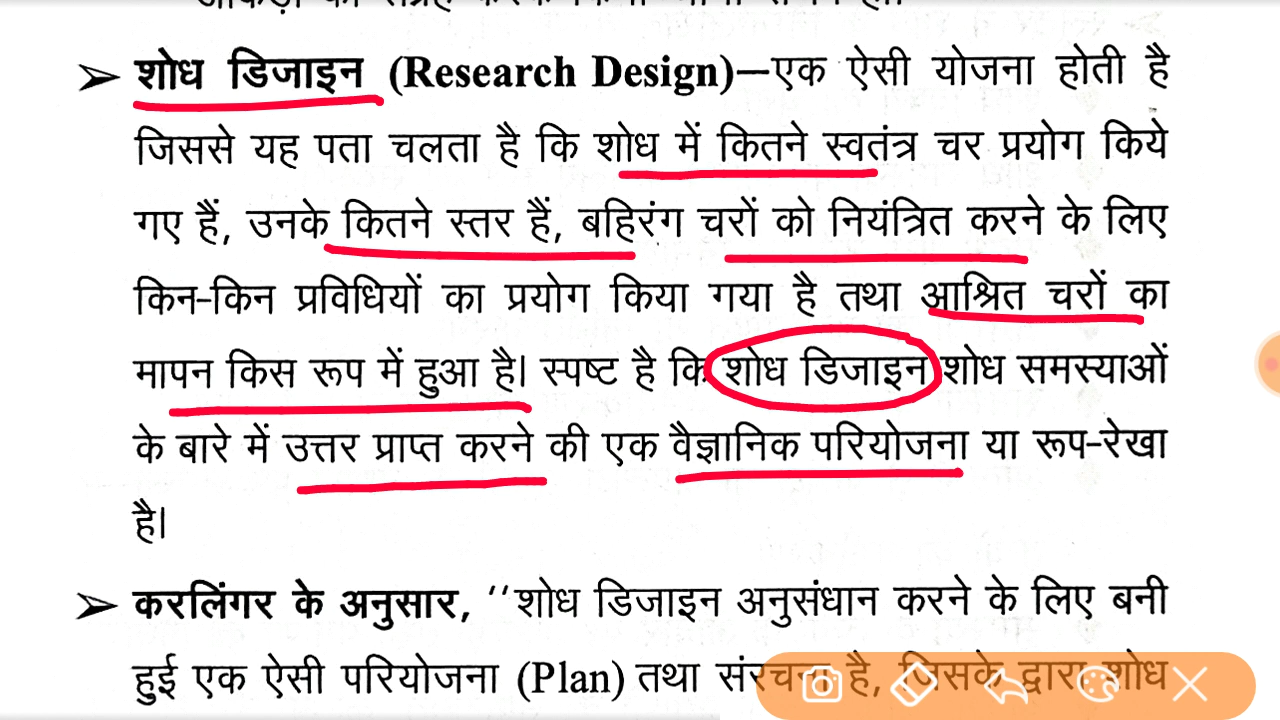 ➢ शोध डिजाइन (Research Design)—एक ऐसी योजना होती है
जिससे यह पता चलता है कि शोध में कितने स्वतंत्र चर प्रयोग किये
गए हैं, उनके कितने स्तर हैं, बहिरंग चरों को नियंत्रित करने के लिए
किन-किन प्रविधियों का प्रयोग किया गया है तथा आश्रित चरों का
मापन किस रूप में हुआ है। स्पष्ट है कि शोध डिजाइन शोध समस्याओं
के बारे में उत्तर प्राप्त करने की एक वैज्ञानिक परियोजना या रूप-रेखा
है।
➢ करलिंगर के अनुसार, ‘‘शोध डिजाइन अनुसंधान करने के लिए बनी
हुई एक ऐसी परियोजना (Plan) तथा संरचना है, जिसके द्वारा शोध